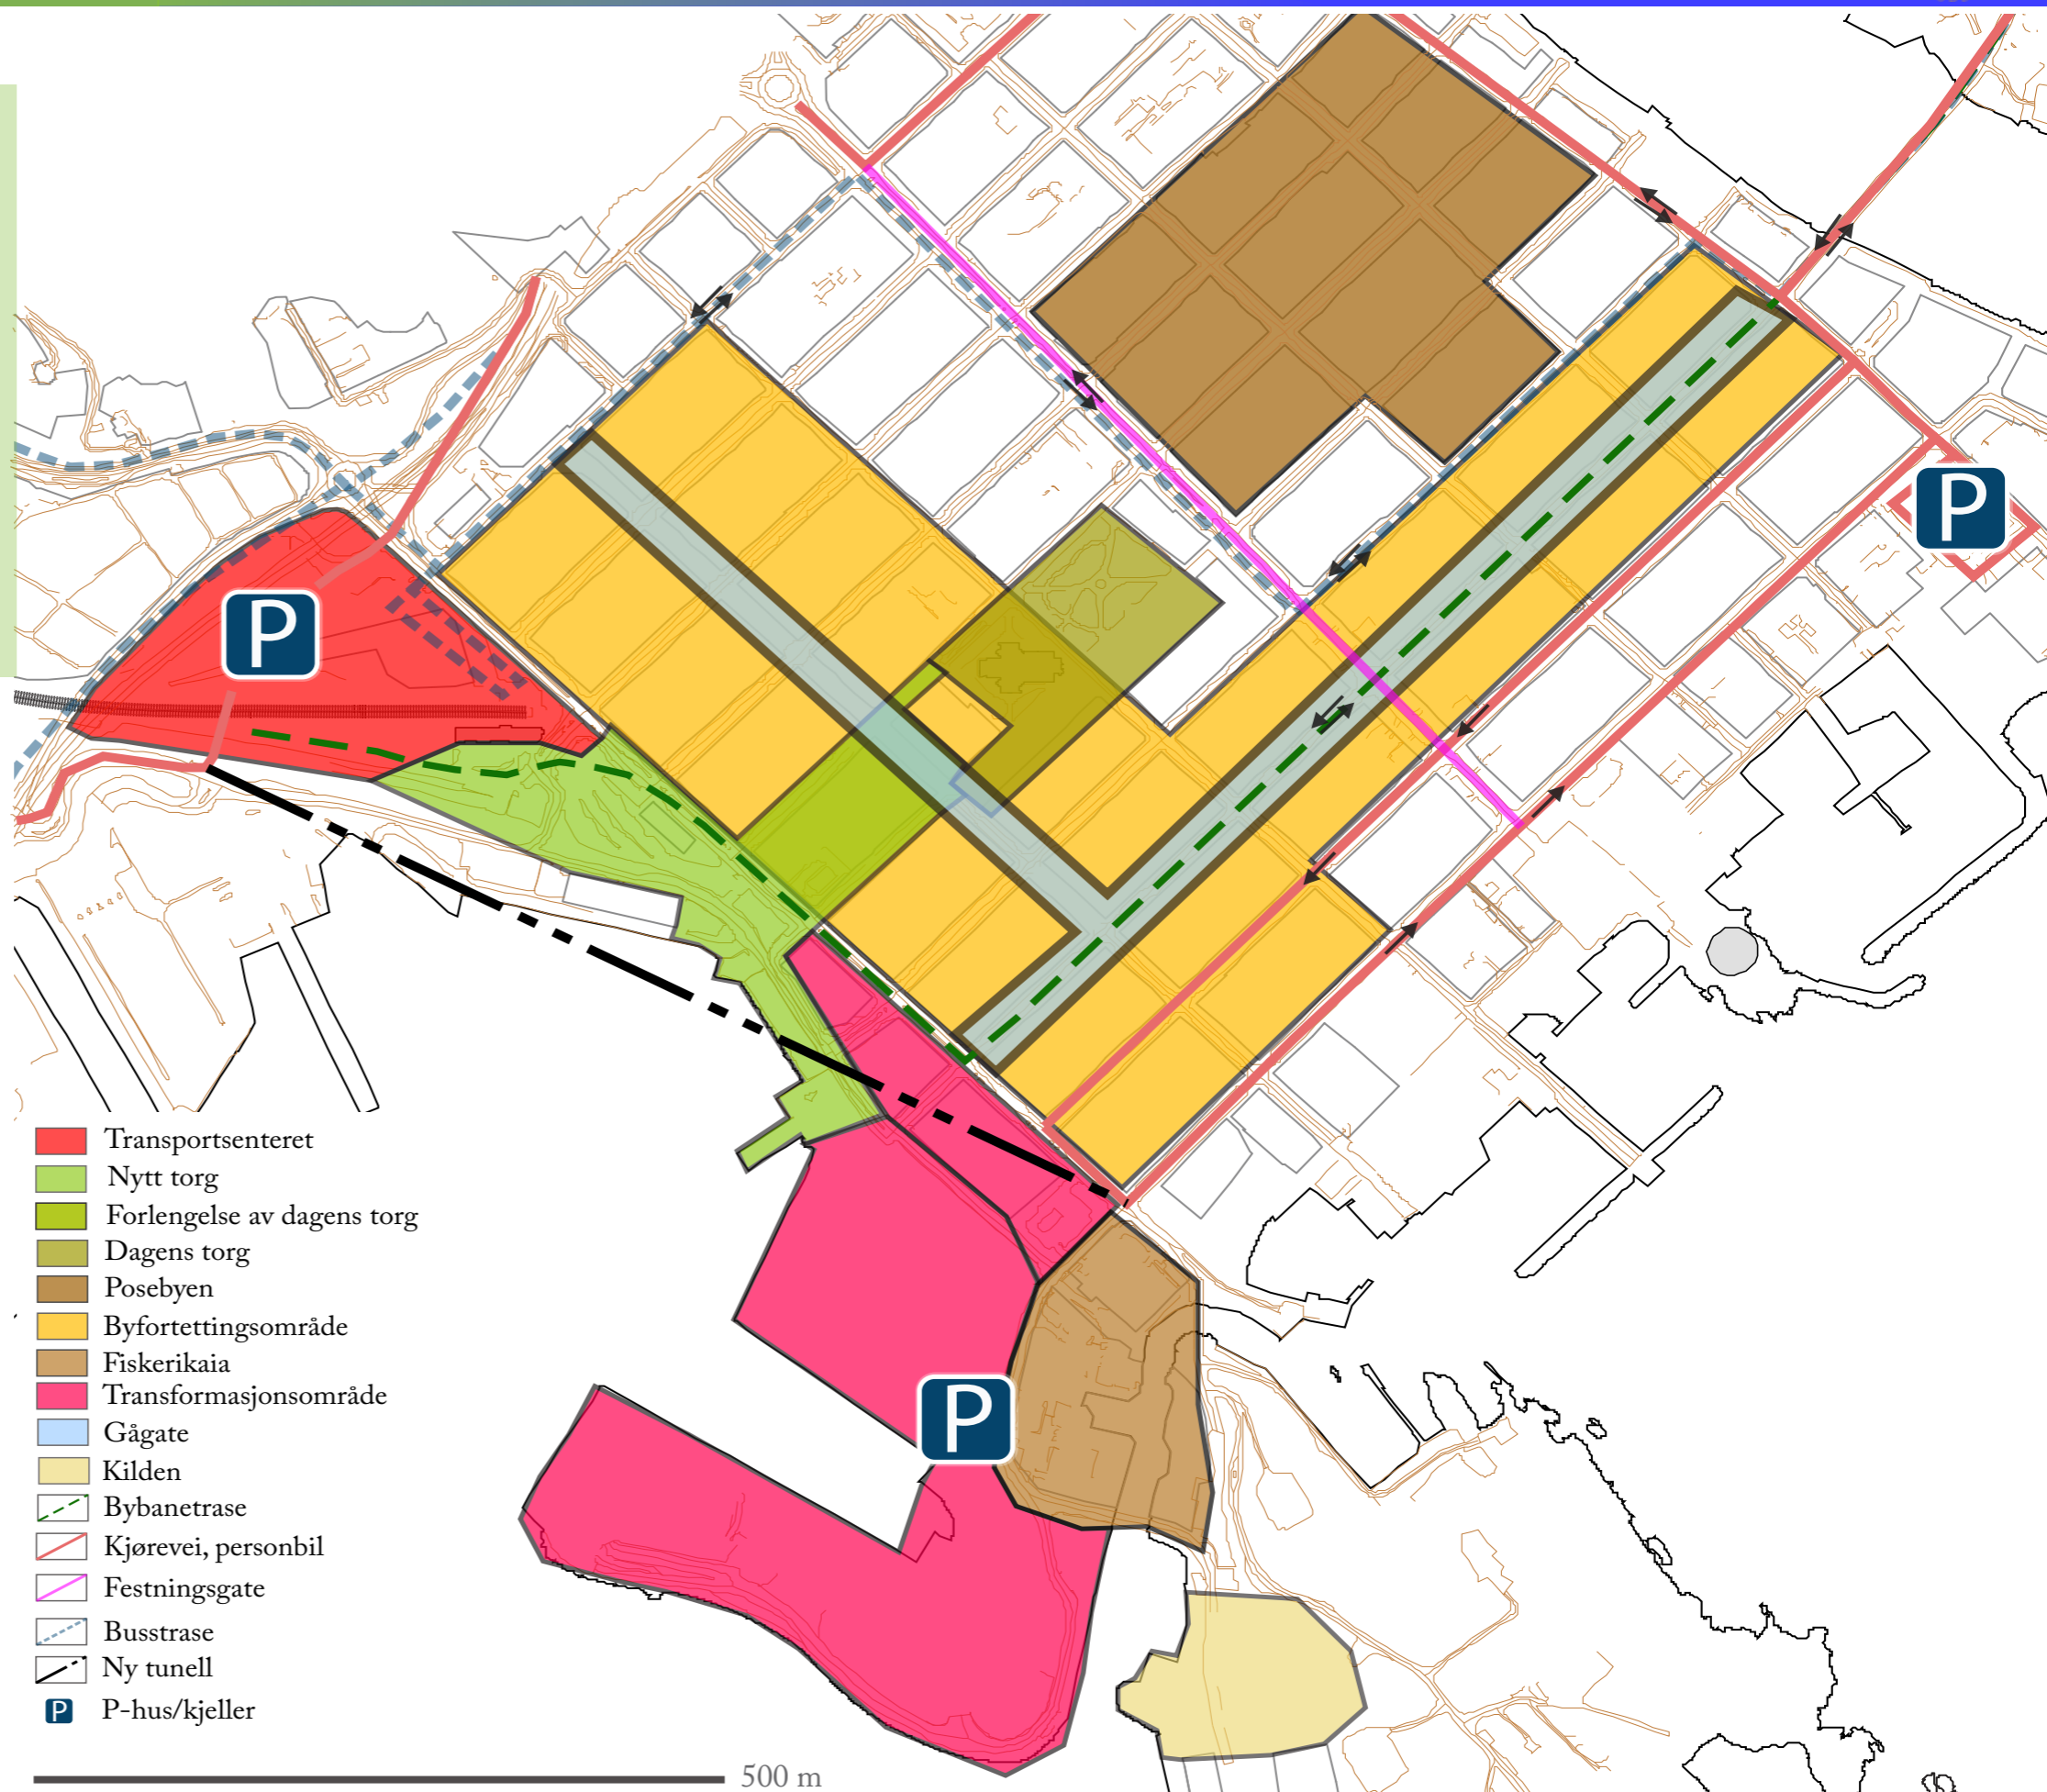 P
P
P
Transportsenteret
Nytt torg
Forlengelse av dagens torg
Dagens torg
Posebyen
Byfortettingsområde
Fiskerikaia
Transformasjonsområde
Gågate
Kilden
Bybanetrase
Kjørevei, personbil
Festningsgate
Busstrase
Ny tunell
P P-hus/kjeller
500 m